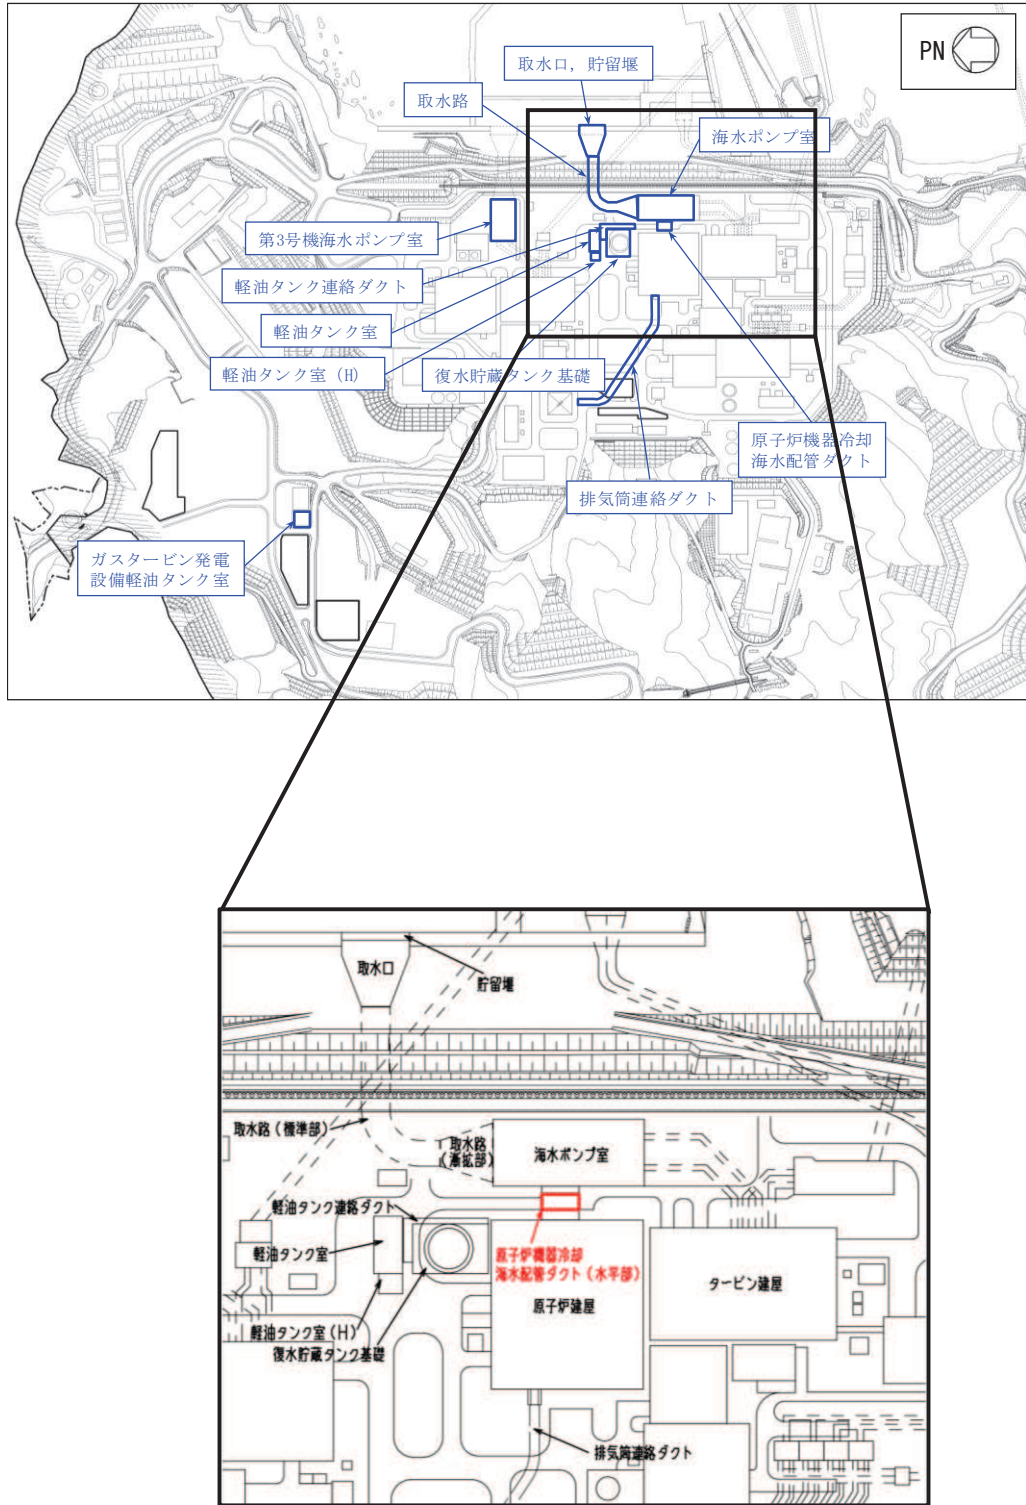 PN
取水口，貯留堰
取水路
海水ポンプ室
第3号機海水ポンプ室
軽油タンク連絡ダクト
軽油タンク室
軽油タンク室（H）
復水貯蔵タンク基礎
原子炉機器冷却
海水配管ダクト
排気筒連絡ダクト
ガスタービン発電
設備軽油タンク室
取水口
貯留堰
取水路（標準部）
取水路
（漸拡部）
海水ポンプ室
軽油タンク連絡ダクト
軽油タンク室
原子炉機器冷却
海水配管ダクト（水平部）
タービン建屋
原子炉建屋
軽油タンク室（H）
復水貯蔵タンク基礎
排気筒連絡ダクト